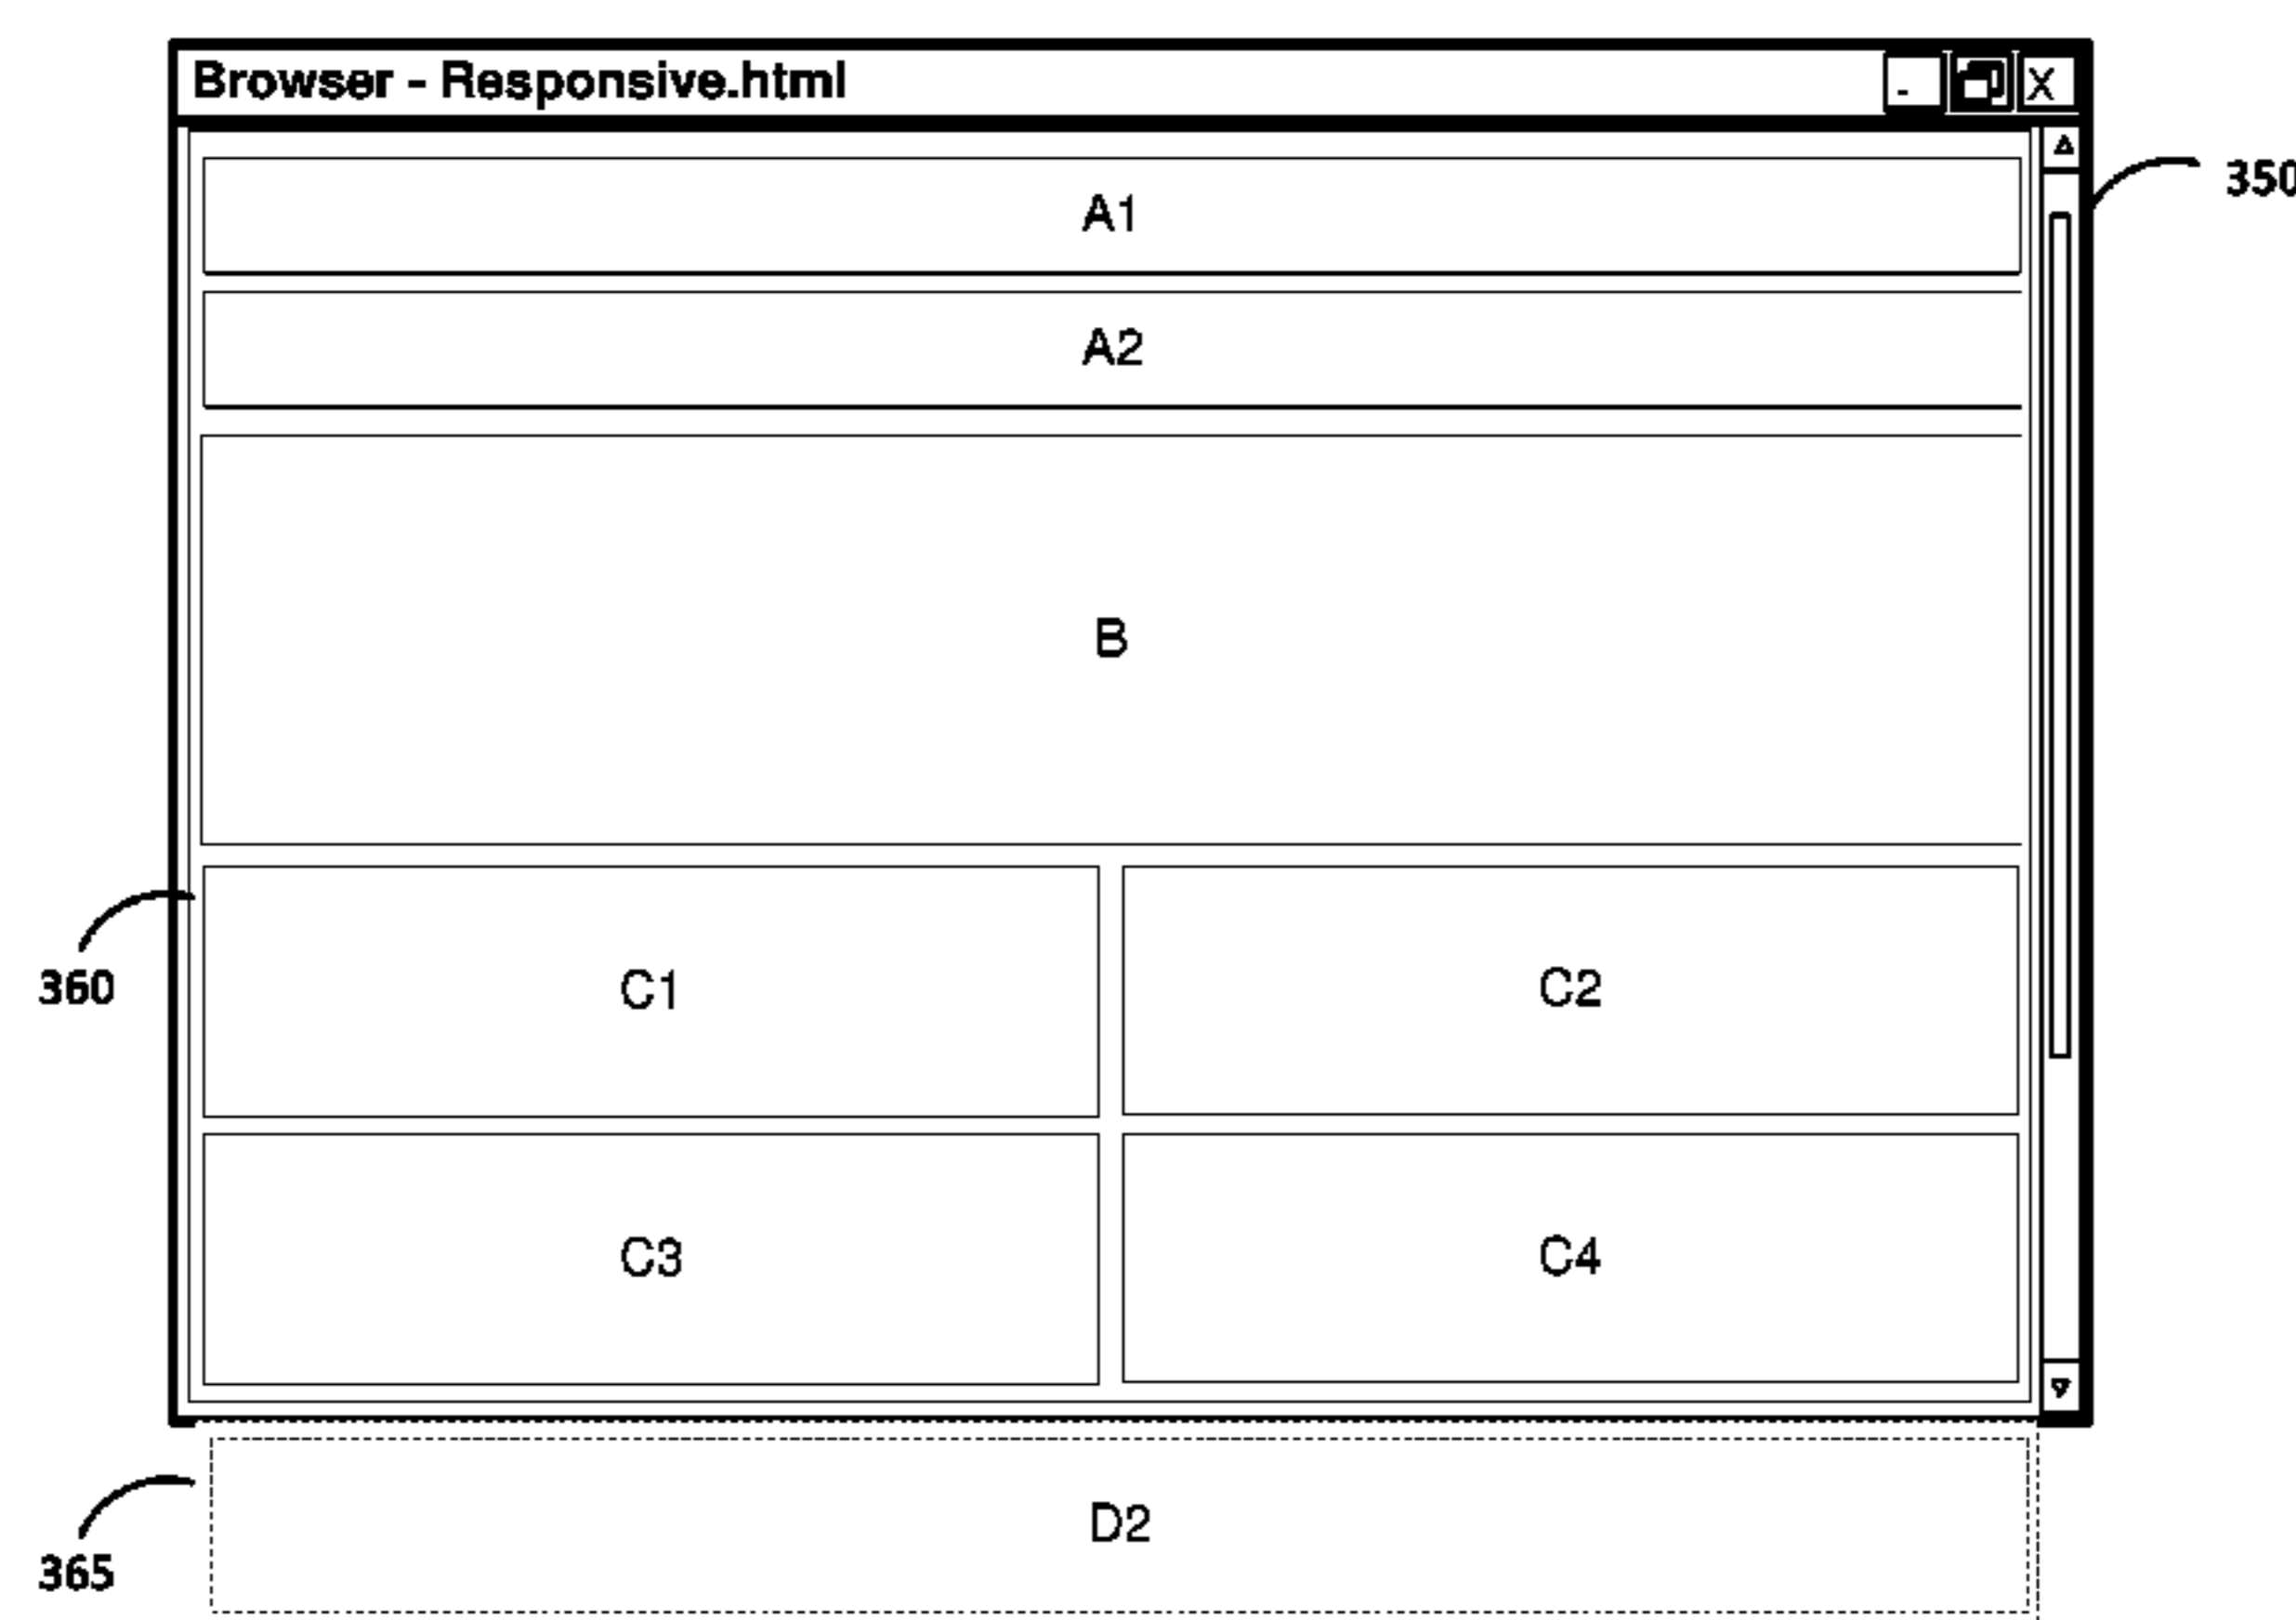 Browser - Responsive.html - X
350
A1
A2
B
360
C1 C2
C3 C4
D2
365